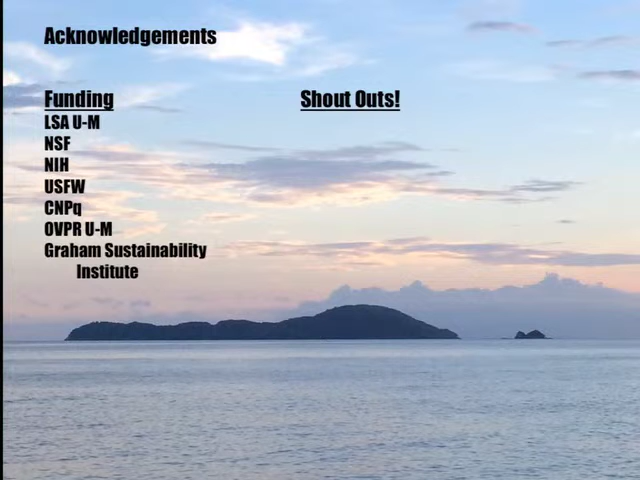 Acknowledgements
Funding
Shout Outs!
LSA U-M
NSF
NIH
USFW
CNPq
OVPR U-M
Graham Sustainability
Institute